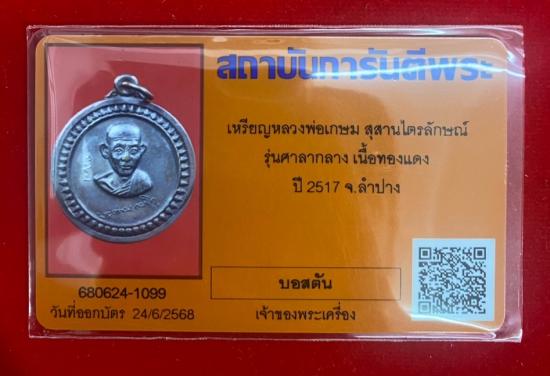 สถาบันการันตีพระ
เหรียญหลวงพ่อเกษม สุสานไตรลักษณ์
รุ่นศาลากลาง เนื้อทองแดง
ปี 2517 จ.ลำปาง
บอสตัน
เจ้าของพระเครื่อง
680624-1099
วันที่ออกบัตร 24/6/2568